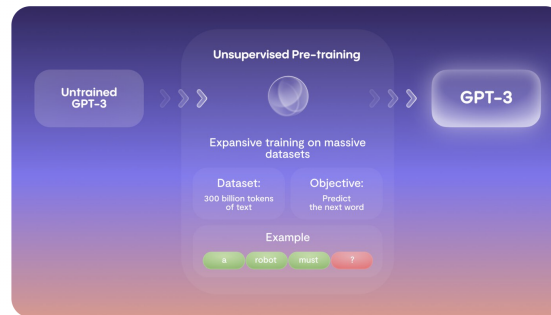 Unsupervised Pre-training
Untrained
GPT-3
GPT-3
Expansive training on massive
datasets
Dataset:
300 billion tokens
of text
Objective:
Predict
the next word
Example
a robot must ?